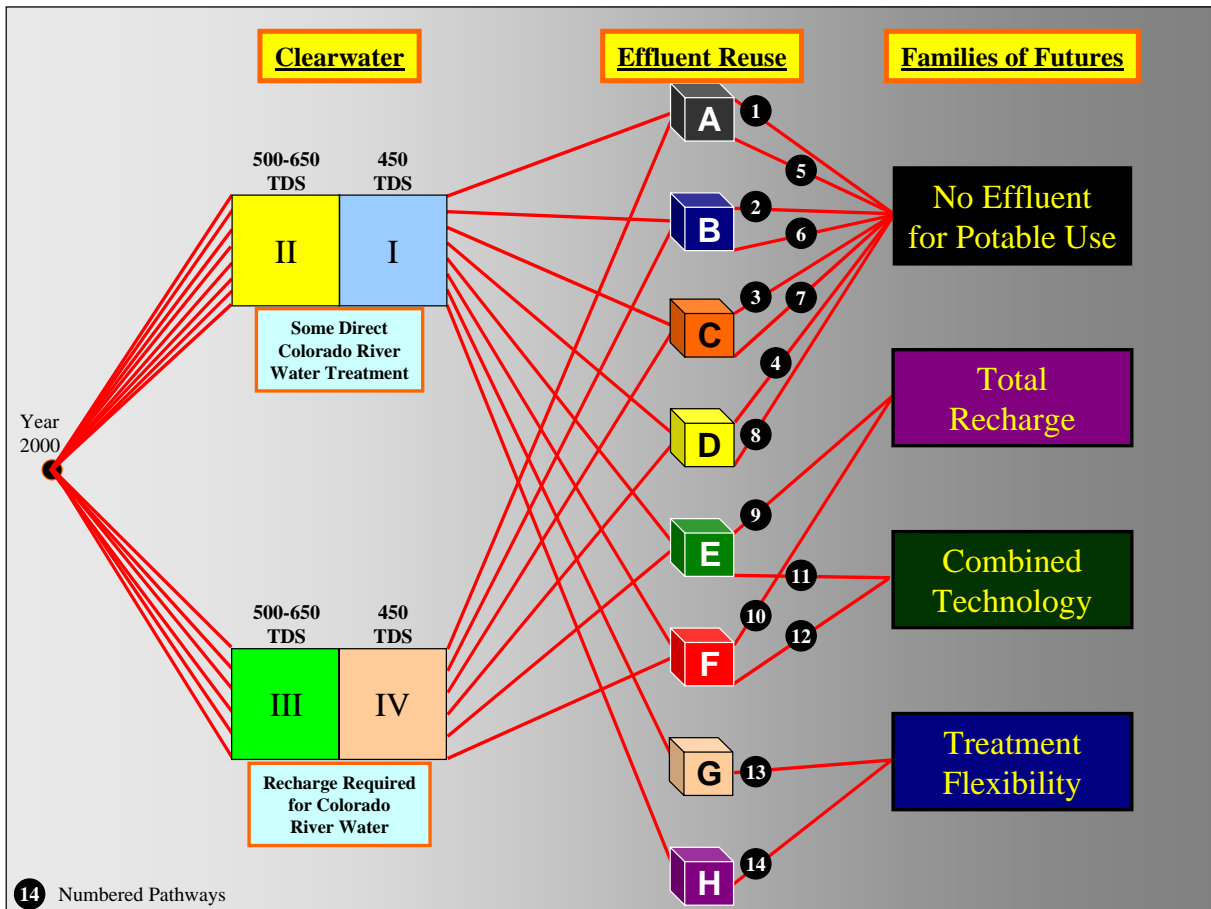 Clearwater
Effluent Reuse
Families of Futures
500-650
TDS
450
TDS
II
I
Some Direct
Colorado River
Water Treatment
Year
2000
500-650
TDS
450
TDS
III
IV
Recharge Required
for Colorado
River Water
A
B
C
D
E
F
G
H
1
5
2
6
3
7
4
8
9
11
10
12
13
14
No Effluent
for Potable Use
Total
Recharge
Combined
Technology
Treatment
Flexibility
14 Numbered Pathways